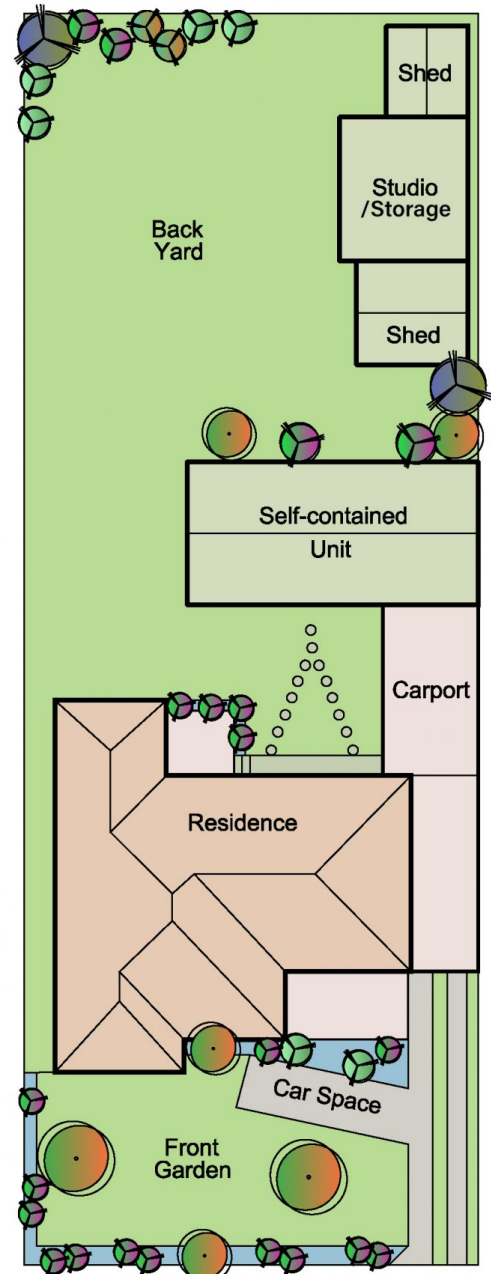 Shed
Studio
/Storage
Back
Yard
Shed
Self-contained
Unit
Carport
Residence
Car Space
Front
Garden